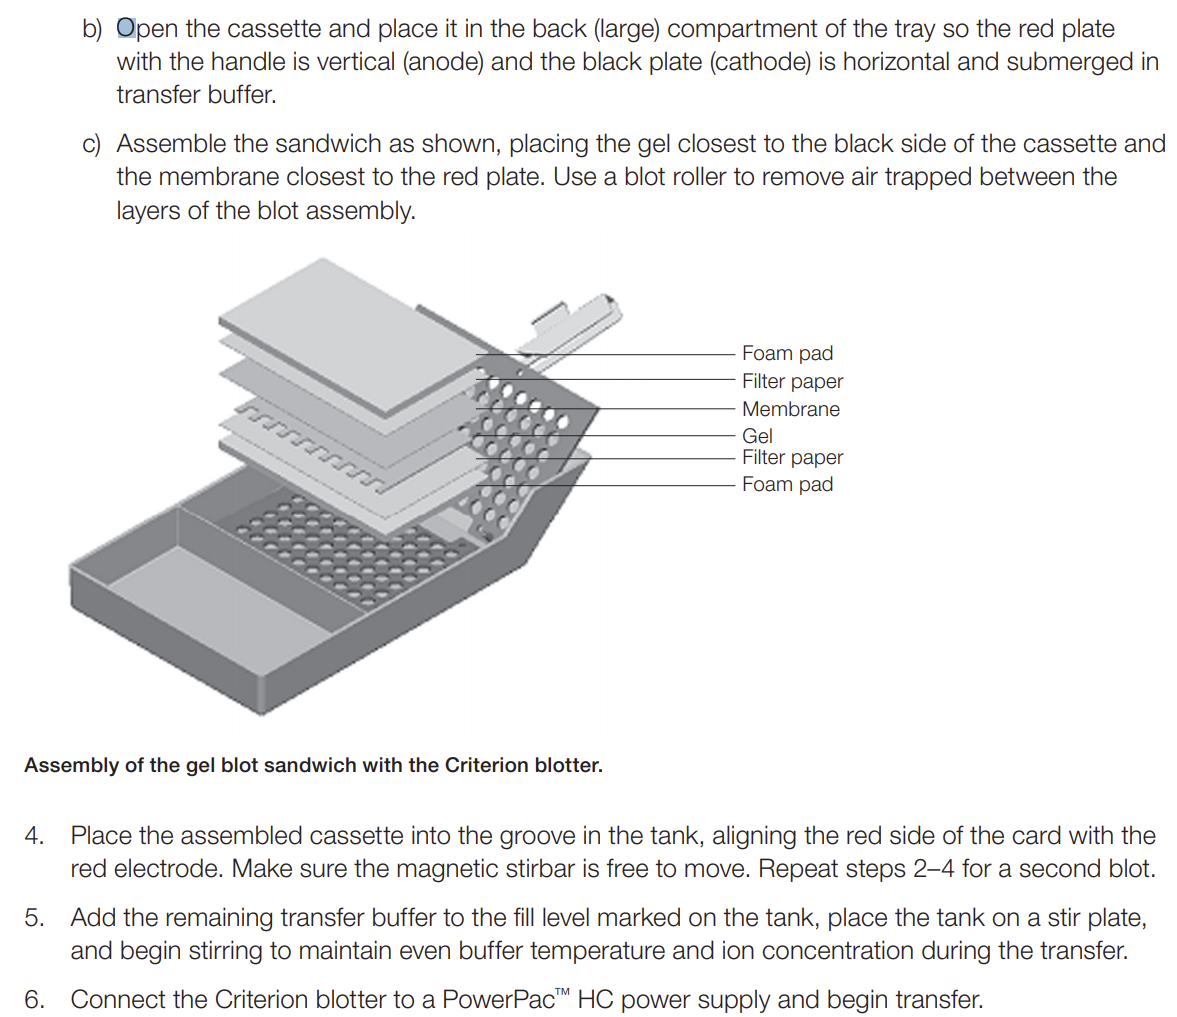 b) Open the cassette and place it in the back (large) compartment of the tray so the red plate
with the handle is vertical (anode) and the black plate (cathode) is horizontal and submerged in
transfer buffer.
c) Assemble the sandwich as shown, placing the gel closest to the black side of the cassette and
the membrane closest to the red plate. Use a blot roller to remove air trapped between the
layers of the blot assembly.
Foam pad
Filter paper
Membrane
Gel
Filter paper
Foam pad
Assembly of the gel blot sandwich with the Criterion blotter.
4. Place the assembled cassette into the groove in the tank, aligning the red side of the card with the
red electrode. Make sure the magnetic stirbar is free to move. Repeat steps 2–4 for a second blot.
5. Add the remaining transfer buffer to the fill level marked on the tank, place the tank on a stir plate,
and begin stirring to maintain even buffer temperature and ion concentration during the transfer.
6. Connect the Criterion blotter to a PowerPac™ HC power supply and begin transfer.